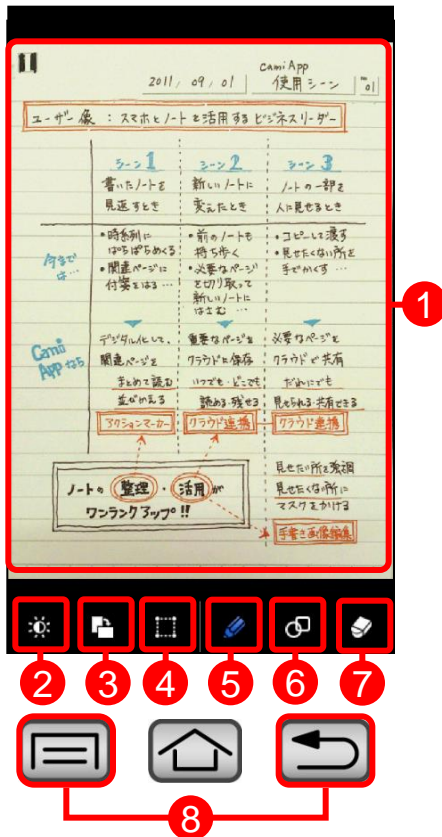 CamiApp
2011/ 09/ 01
使用シーン
No.
01
ユーザー像 : スマホとノートを活用するビジネスリーダー
シーン1 シーン2 シーン3
書いたノートを 新しいノートに ノートの一部を
見返すとき 変えたとき 人に見せるとき
今まで
は…
・時系列に ・前のノートも ・コピーして渡す
ぱらぱらめくる 持ち歩く ・見せたくない所を
・関連ページに ・必要なページ 手でかくす…
付箋をはる… を切り取って
新しいノートに
はさむ…
Cami
Appなら
デジタル化して、 重要なページを 必要なページを
関連ページを クラウドに保存 クラウドで共有
まとめて読む いつでも・どこでも だれにでも
並びかえる 読める・残せる 見せられる・共有できる
アクションマーカー クラウド連携 クラウド連携
ノートの 整理・活用が
ワンランクアップ!!
見せたい所を強調
見せたくない所に
マスクをかける
手書き画像編集
1
2 3 4 5 6 7
8